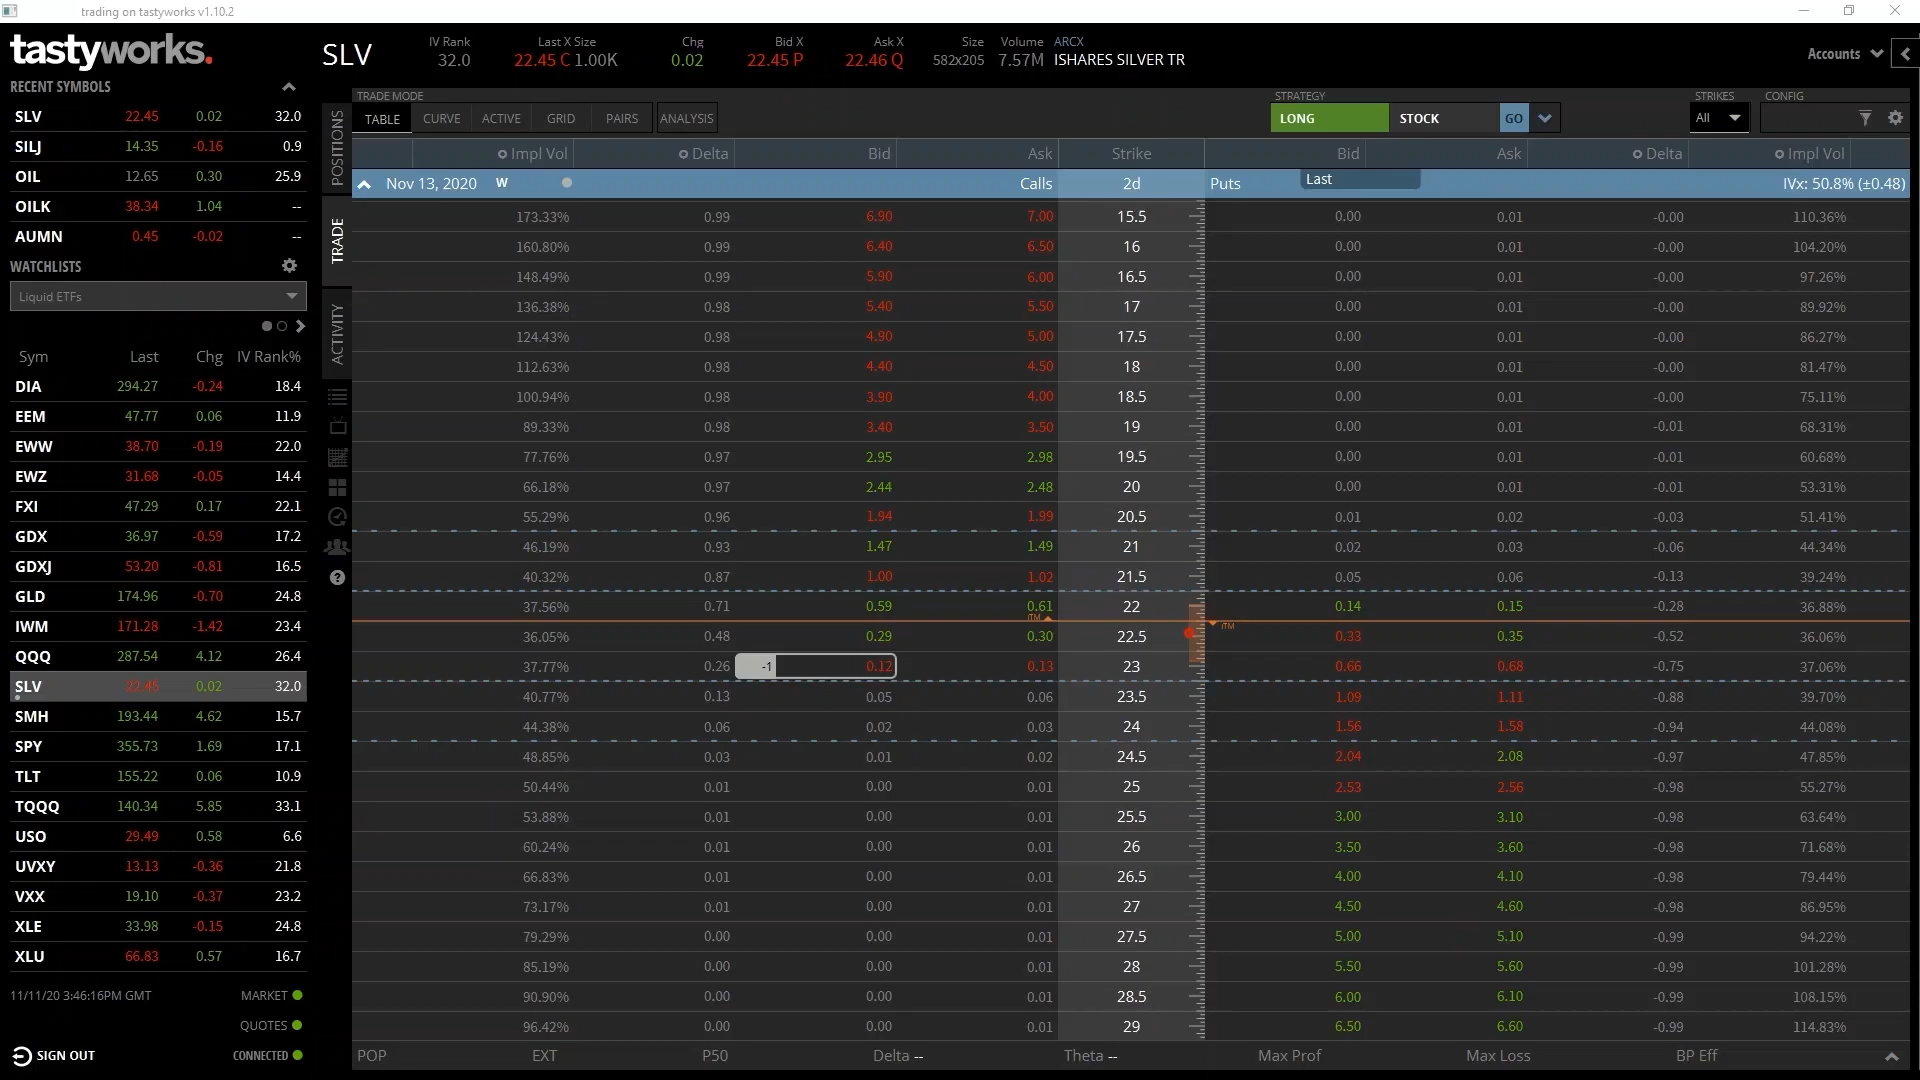 trading on tastyworks v1.10.2
tastyworks.
SLV
IV Rank 32.0
Last X Size 22.45 C 1.00K
Chg 0.02
Bid X 22.45 P
Ask X 22.46 Q
Size 582x205
Volume 7.57M
ARCX ISHARES SILVER TR
Accounts
RECENT SYMBOLS
SLV 22.45 0.02 32.0
SILJ 14.35 -0.16 0.9
OIL 12.65 0.30 25.9
OILK 38.34 1.04 --
AUMN 0.45 -0.02 --
WATCHLISTS
Liquid ETFs
Sym Last Chg IV Rank%
DIA 294.27 -0.24 18.4
EEM 47.77 0.06 11.9
EWW 38.70 -0.19 22.0
EWZ 31.68 -0.05 14.4
FXI 47.29 0.17 22.1
GDX 36.97 -0.59 17.2
GDXJ 53.20 -0.81 16.5
GLD 174.96 -0.70 24.8
IWM 171.28 -1.42 23.4
QQQ 287.54 4.12 26.4
SLV 22.45 0.02 32.0
SMH 193.44 4.62 15.7
SPY 355.73 1.69 17.1
TLT 155.22 0.06 10.9
TQQQ 140.34 5.85 33.1
USO 29.49 0.58 6.6
UVXY 13.13 -0.36 21.8
VXX 19.10 -0.37 23.2
XLE 33.98 -0.15 24.8
XLU 66.83 0.57 16.7
11/11/20 3:46:16PM GMT MARKET
QUOTES
SIGN OUT CONNECTED
POSITIONS
TRADE
ACTIVITY
TRADE MODE
TABLE CURVE ACTIVE GRID PAIRS ANALYSIS
STRATEGY
LONG STOCK GO
STRIKES
All
CONFIG
Impl Vol Delta Bid Ask Strike Bid Ask Delta Impl Vol
Nov 13, 2020 W Calls 2d Puts Last IVx: 50.8% (±0.48)
173.33% 0.99 6.90 7.00 15.5 0.00 0.01 -0.00 110.36%
160.80% 0.99 6.40 6.50 16 0.00 0.01 -0.00 104.20%
148.49% 0.99 5.90 6.00 16.5 0.00 0.01 -0.00 97.26%
136.38% 0.98 5.40 5.50 17 0.00 0.01 -0.00 89.92%
124.43% 0.98 4.90 5.00 17.5 0.00 0.01 -0.00 86.27%
112.63% 0.98 4.40 4.50 18 0.00 0.01 -0.00 81.47%
100.94% 0.98 3.90 4.00 18.5 0.00 0.01 -0.00 75.11%
89.33% 0.98 3.40 3.50 19 0.00 0.01 -0.01 68.31%
77.76% 0.97 2.95 2.98 19.5 0.00 0.01 -0.01 60.68%
66.18% 0.97 2.44 2.48 20 0.00 0.01 -0.01 53.31%
55.29% 0.96 1.94 1.99 20.5 0.01 0.02 -0.03 51.41%
46.19% 0.93 1.47 1.49 21 0.02 0.03 -0.06 44.34%
40.32% 0.87 1.00 1.02 21.5 0.05 0.06 -0.13 39.24%
37.56% 0.71 0.59 0.61 22 0.14 0.15 -0.28 36.88%
ITM ITM
36.05% 0.48 0.29 0.30 22.5 0.33 0.35 -0.52 36.06%
37.77% 0.26 -1 0.12 0.13 23 0.66 0.68 -0.75 37.06%
40.77% 0.13 0.05 0.06 23.5 1.09 1.11 -0.88 39.70%
44.38% 0.06 0.02 0.03 24 1.56 1.58 -0.94 44.08%
48.85% 0.03 0.01 0.02 24.5 2.04 2.08 -0.97 47.85%
50.44% 0.01 0.00 0.01 25 2.53 2.56 -0.98 55.27%
53.88% 0.01 0.00 0.01 25.5 3.00 3.10 -0.98 63.64%
60.24% 0.01 0.00 0.01 26 3.50 3.60 -0.98 71.68%
66.83% 0.01 0.00 0.01 26.5 4.00 4.10 -0.98 79.44%
73.17% 0.01 0.00 0.01 27 4.50 4.60 -0.98 86.95%
79.29% 0.00 0.00 0.01 27.5 5.00 5.10 -0.99 94.22%
85.19% 0.00 0.00 0.01 28 5.50 5.60 -0.99 101.28%
90.90% 0.00 0.00 0.01 28.5 6.00 6.10 -0.99 108.15%
96.42% 0.00 0.00 0.01 29 6.50 6.60 -0.99 114.83%
POP EXT P50 Delta -- Theta -- Max Prof Max Loss BP Eff